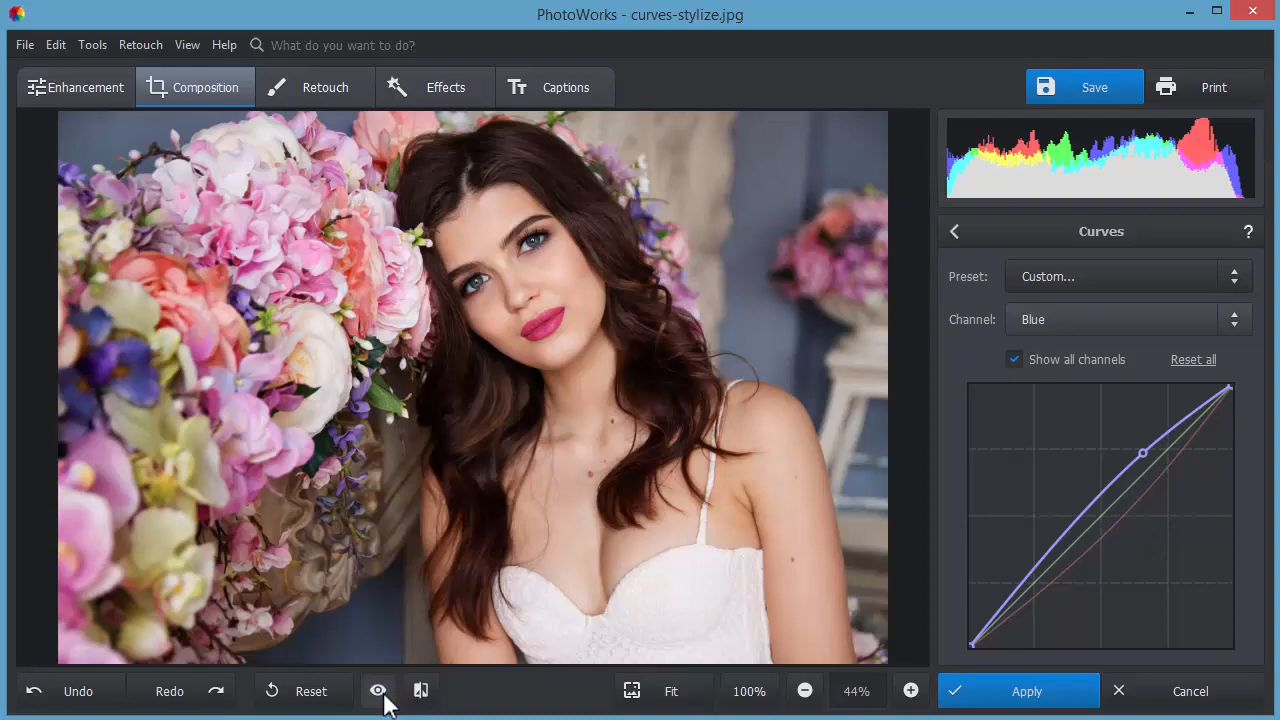 PhotoWorks - curves-stylize.jpg
File Edit Tools Retouch View Help What do you want to do?
Enhancement Composition Retouch Effects Captions Save Print
Curves ?
Preset: Custom...
Channel: Blue
Show all channels Reset all
Undo Redo Reset Fit 100% 44% Apply Cancel